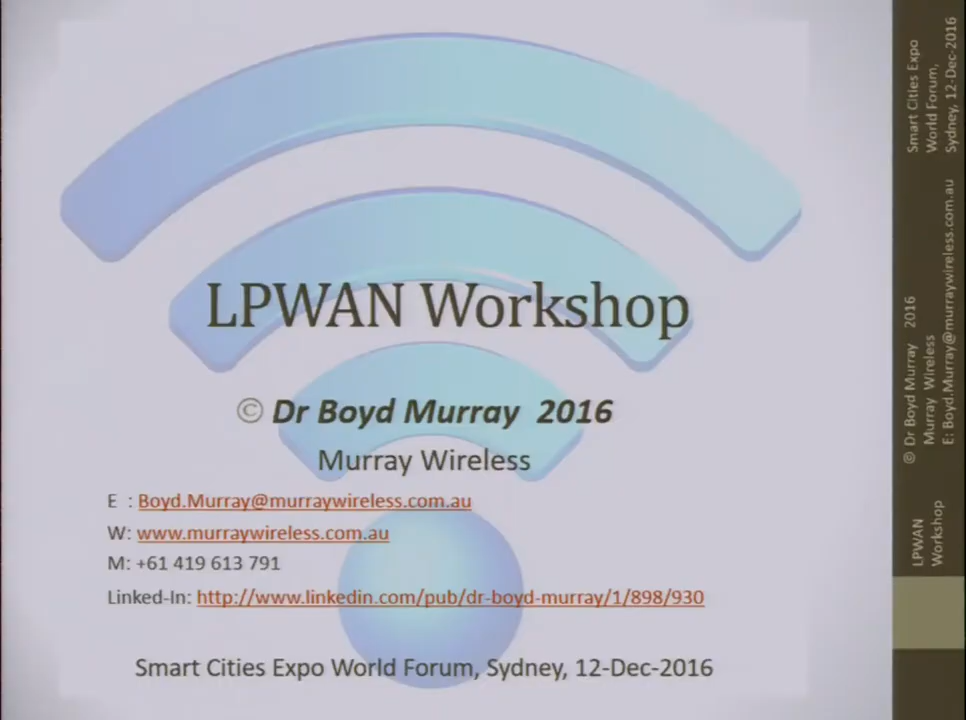 LPWAN Workshop
© Dr Boyd Murray 2016
Murray Wireless
E : Boyd.Murray@murraywireless.com.au
W: www.murraywireless.com.au
M: +61 419 613 791
Linked-In: http://www.linkedin.com/pub/dr-boyd-murray/1/898/930
Smart Cities Expo World Forum, Sydney, 12-Dec-2016
LPWAN
Workshop
© Dr Boyd Murray 2016
Murray Wireless
E: Boyd.Murray@murraywireless.com.au
Smart Cities Expo
World Forum,
Sydney, 12-Dec-2016